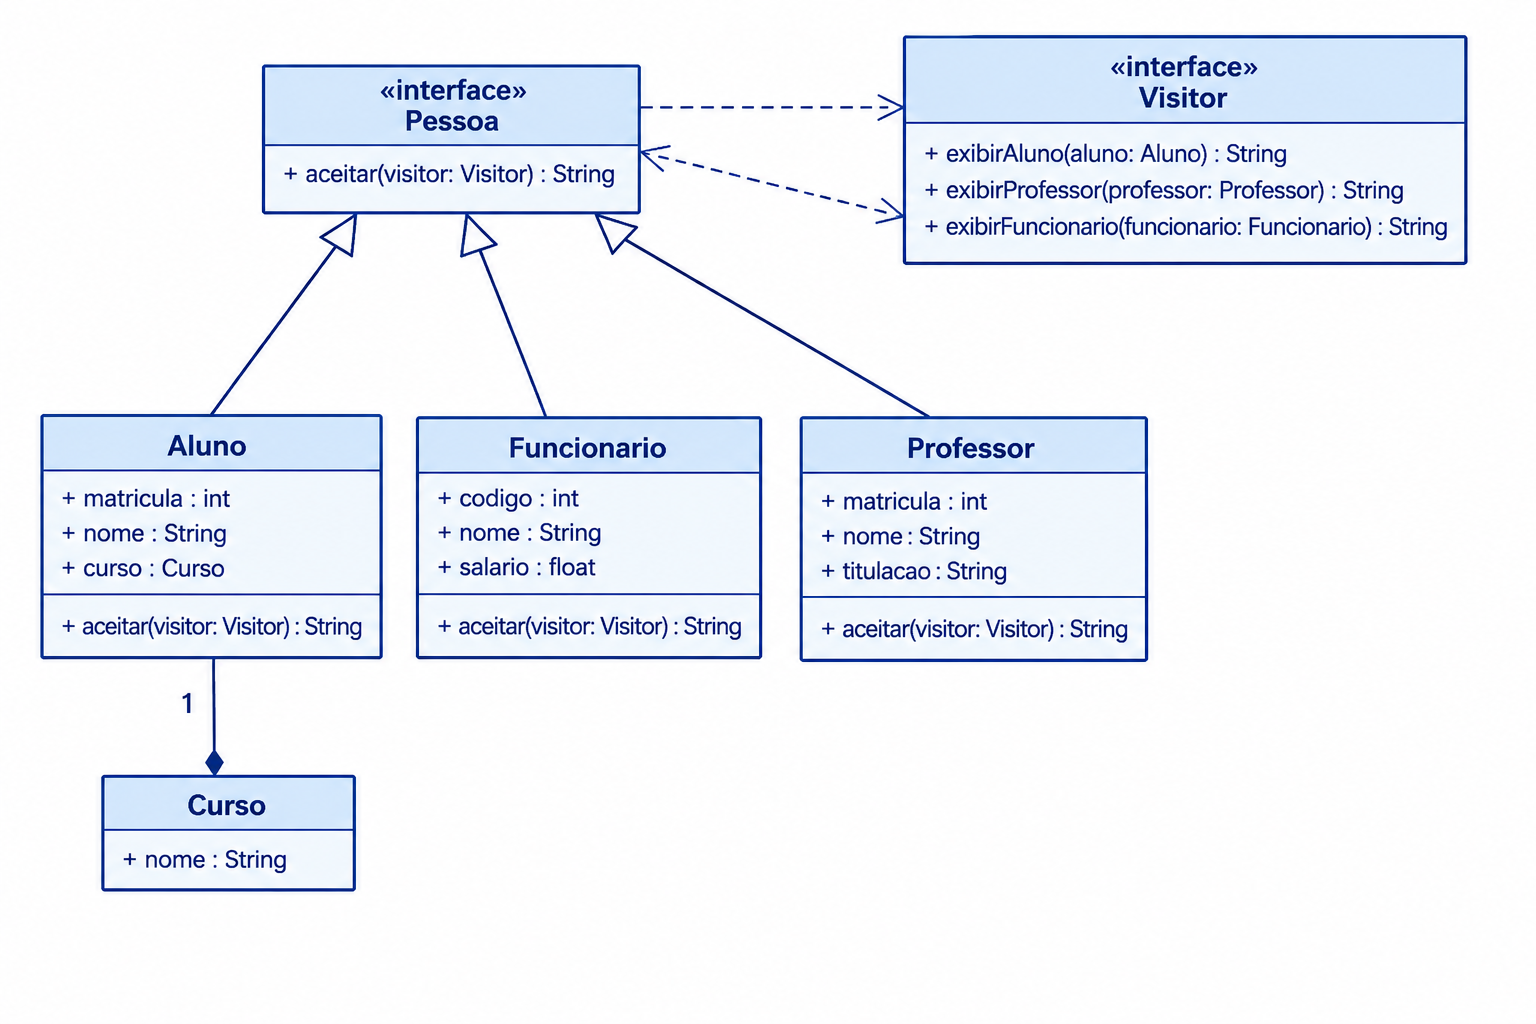 «interface»
Pessoa
+ aceitar(visitor: Visitor) : String
«interface»
Visitor
+ exibirAluno(aluno: Aluno) : String
+ exibirProfessor(professor: Professor) : String
+ exibirFuncionario(funcionario: Funcionario) : String
Aluno
+ matricula : int
+ nome : String
+ curso : Curso
+ aceitar(visitor: Visitor) : String
Funcionario
+ codigo : int
+ nome : String
+ salario : float
+ aceitar(visitor: Visitor) : String
Professor
+ matricula : int
+ nome : String
+ titulacao : String
+ aceitar(visitor: Visitor) : String
1
Curso
+ nome : String